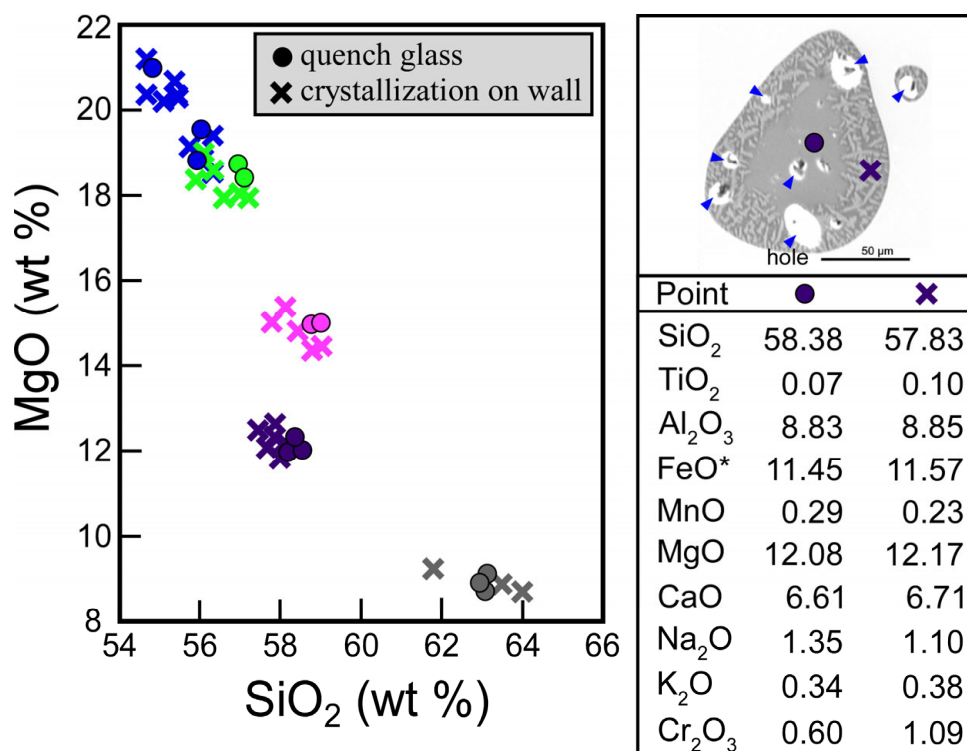 22
20
18
16
14
12
10
8
54 56 58 60 62 64 66
MgO (wt %)
SiO₂ (wt %)
quench glass
crystallization on wall
hole
50 µm
Point
SiO₂ 58.38 57.83
TiO₂ 0.07 0.10
Al₂O₃ 8.83 8.85
FeO* 11.45 11.57
MnO 0.29 0.23
MgO 12.08 12.17
CaO 6.61 6.71
Na₂O 1.35 1.10
K₂O 0.34 0.38
Cr₂O₃ 0.60 1.09